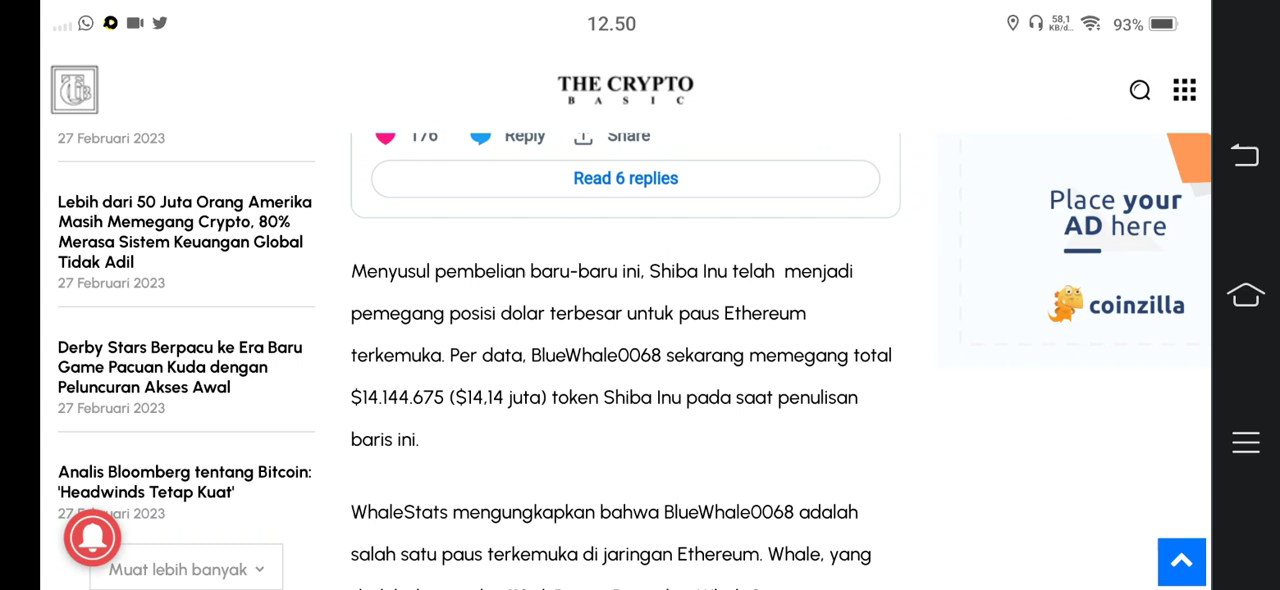 12.50
58,1
KB/d...
93%
THE CRYPTO
BASIC
27 Februari 2023
Lebih dari 50 Juta Orang Amerika
Masih Memegang Crypto, 80%
Merasa Sistem Keuangan Global
Tidak Adil
27 Februari 2023
Derby Stars Berpacu ke Era Baru
Game Pacuan Kuda dengan
Peluncuran Akses Awal
27 Februari 2023
Analis Bloomberg tentang Bitcoin:
'Headwinds Tetap Kuat'
27 Februari 2023
Muat lebih banyak
176 Reply Share
Read 6 replies
Menyusul pembelian baru-baru ini, Shiba Inu telah menjadi
pemegang posisi dolar terbesar untuk paus Ethereum
terkemuka. Per data, BlueWhale0068 sekarang memegang total
$14.144.675 ($14,14 juta) token Shiba Inu pada saat penulisan
baris ini.
WhaleStats mengungkapkan bahwa BlueWhale0068 adalah
salah satu paus terkemuka di jaringan Ethereum. Whale, yang
Place your
AD here
coinzilla